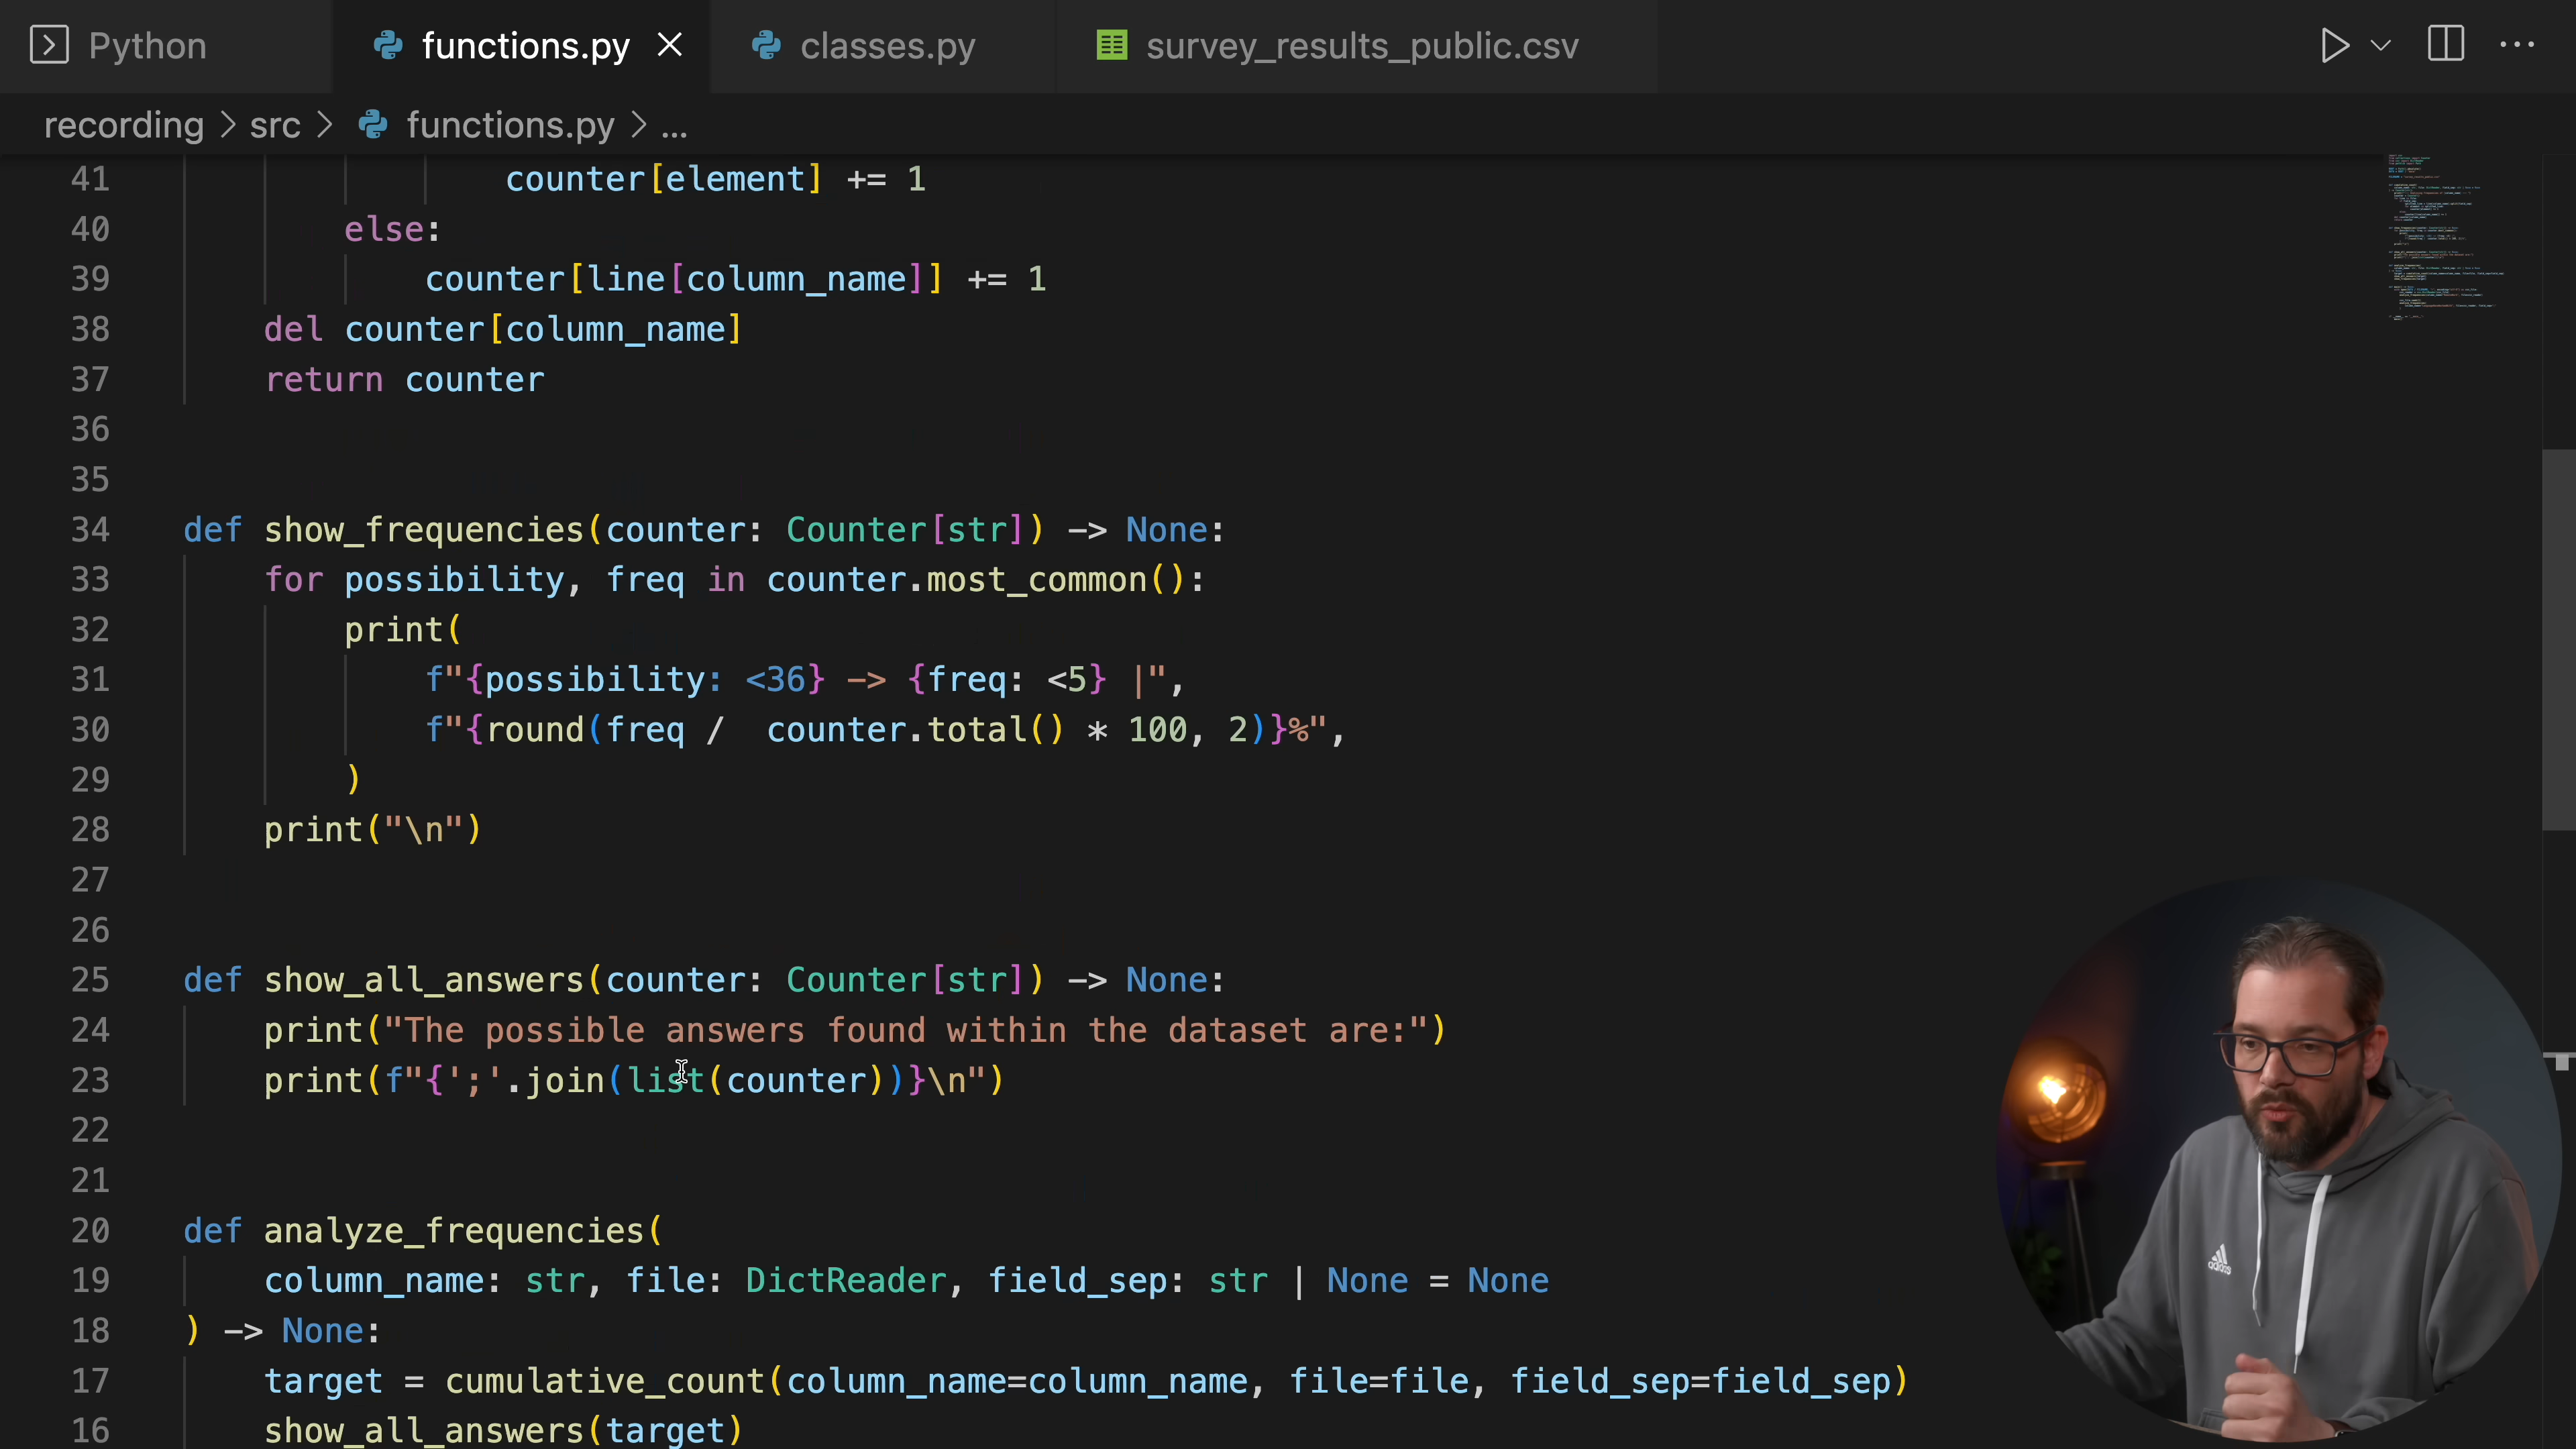 Python
functions.py
classes.py
survey_results_public.csv
recording > src > functions.py > ...
41 counter[element] += 1
40 else:
39 counter[line[column_name]] += 1
38 del counter[column_name]
37 return counter
36
35
34 def show_frequencies(counter: Counter[str]) -> None:
33 for possibility, freq in counter.most_common():
32 print(
31 f"{possibility: <36} -> {freq: <5} |",
30 f"{round(freq /  counter.total() * 100, 2)}%",
29 )
28 print("\n")
27
26
25 def show_all_answers(counter: Counter[str]) -> None:
24 print("The possible answers found within the dataset are:")
23 print(f"{';'.join(list(counter))}\n")
22
21
20 def analyze_frequencies(
19 column_name: str, file: DictReader, field_sep: str | None = None
18 ) -> None:
17 target = cumulative_count(column_name=column_name, file=file, field_sep=field_sep)
16 show_all_answers(target)
adidas